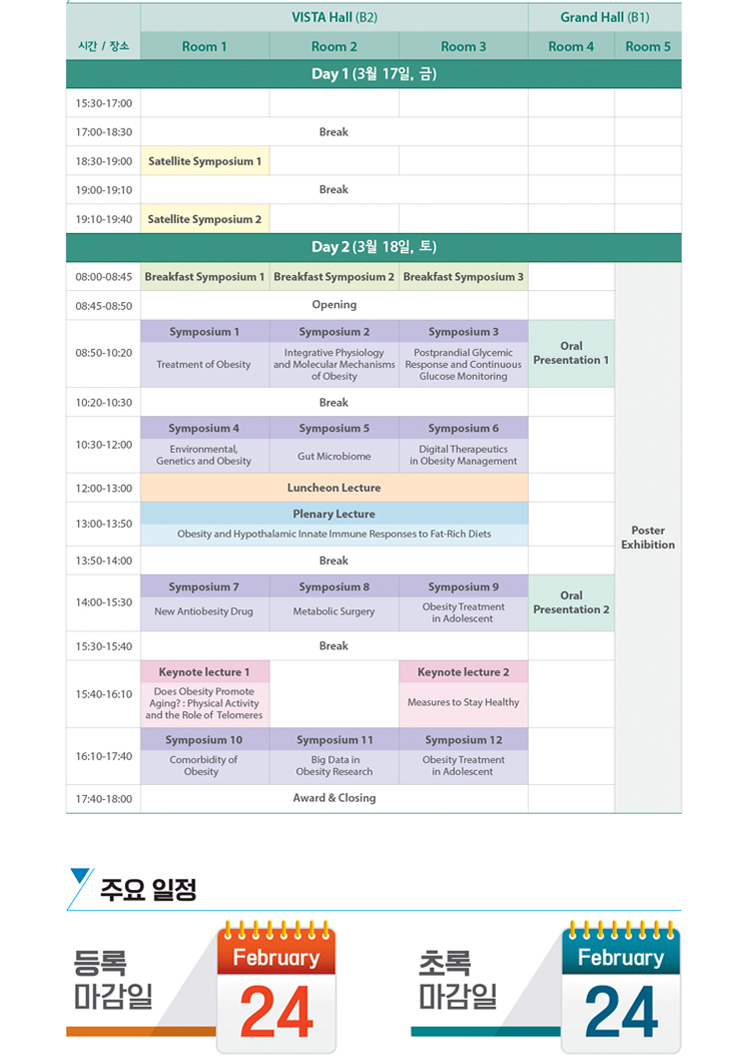 VISTA Hall (B2) Grand Hall (B1)
시간 / 장소 Room 1 Room 2 Room 3 Room 4 Room 5
Day 1 (3월 17일, 금)
15:30-17:00
17:00-18:30 Break
18:30-19:00 Satellite Symposium 1
19:00-19:10 Break
19:10-19:40 Satellite Symposium 2
Day 2 (3월 18일, 토)
08:00-08:45 Breakfast Symposium 1 Breakfast Symposium 2 Breakfast Symposium 3
08:45-08:50 Opening
08:50-10:20
Symposium 1
Treatment of Obesity
Symposium 2
Integrative Physiology
and Molecular Mechanisms
of Obesity
Symposium 3
Postprandial Glycemic
Response and Continuous
Glucose Monitoring
Oral
Presentation 1
10:20-10:30 Break
10:30-12:00
Symposium 4
Environmental,
Genetics and Obesity
Symposium 5
Gut Microbiome
Symposium 6
Digital Therapeutics
in Obesity Management
12:00-13:00 Luncheon Lecture
13:00-13:50
Plenary Lecture
Obesity and Hypothalamic Innate Immune Responses to Fat-Rich Diets
Poster
Exhibition
13:50-14:00 Break
14:00-15:30
Symposium 7
New Antiobesity Drug
Symposium 8
Metabolic Surgery
Symposium 9
Obesity Treatment
in Adolescent
Oral
Presentation 2
15:30-15:40 Break
15:40-16:10
Keynote lecture 1
Does Obesity Promote
Aging? : Physical Activity
and the Role of Telomeres
Keynote lecture 2
Measures to Stay Healthy
16:10-17:40
Symposium 10
Comorbidity of
Obesity
Symposium 11
Big Data in
Obesity Research
Symposium 12
Obesity Treatment
in Adolescent
17:40-18:00 Award & Closing
주요 일정
등록
마감일
February
24
초록
마감일
February
24